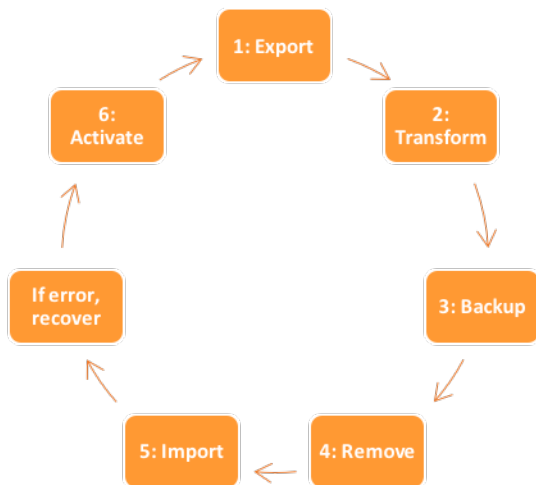 1: Export
2:
Transform
3: Backup
4: Remove
5: Import
If error,
recover
6:
Activate